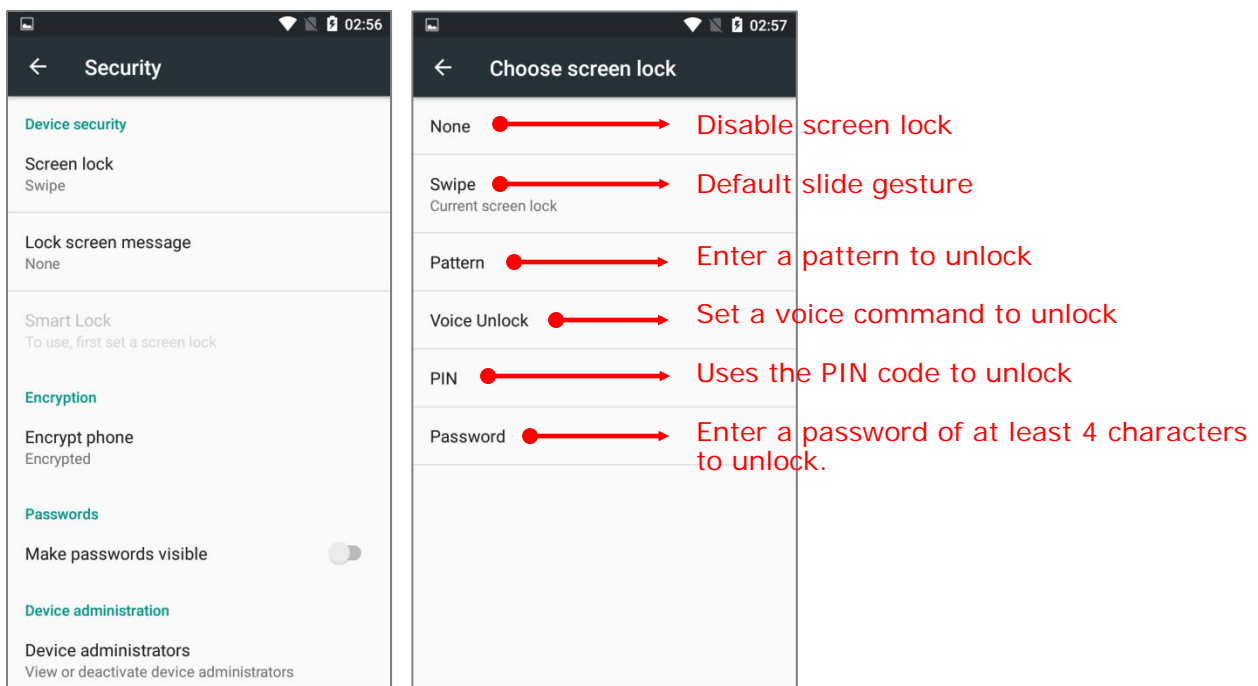 02:56
Security
Device security
Screen lock
Swipe
Lock screen message
None
Smart Lock
To use, first set a screen lock
Encryption
Encrypt phone
Encrypted
Passwords
Make passwords visible
Device administration
Device administrators
View or deactivate device administrators
02:57
Choose screen lock
None Disable screen lock
Swipe Default slide gesture
Current screen lock
Pattern Enter a pattern to unlock
Voice Unlock Set a voice command to unlock
PIN Uses the PIN code to unlock
Password Enter a password of at least 4 characters
to unlock.